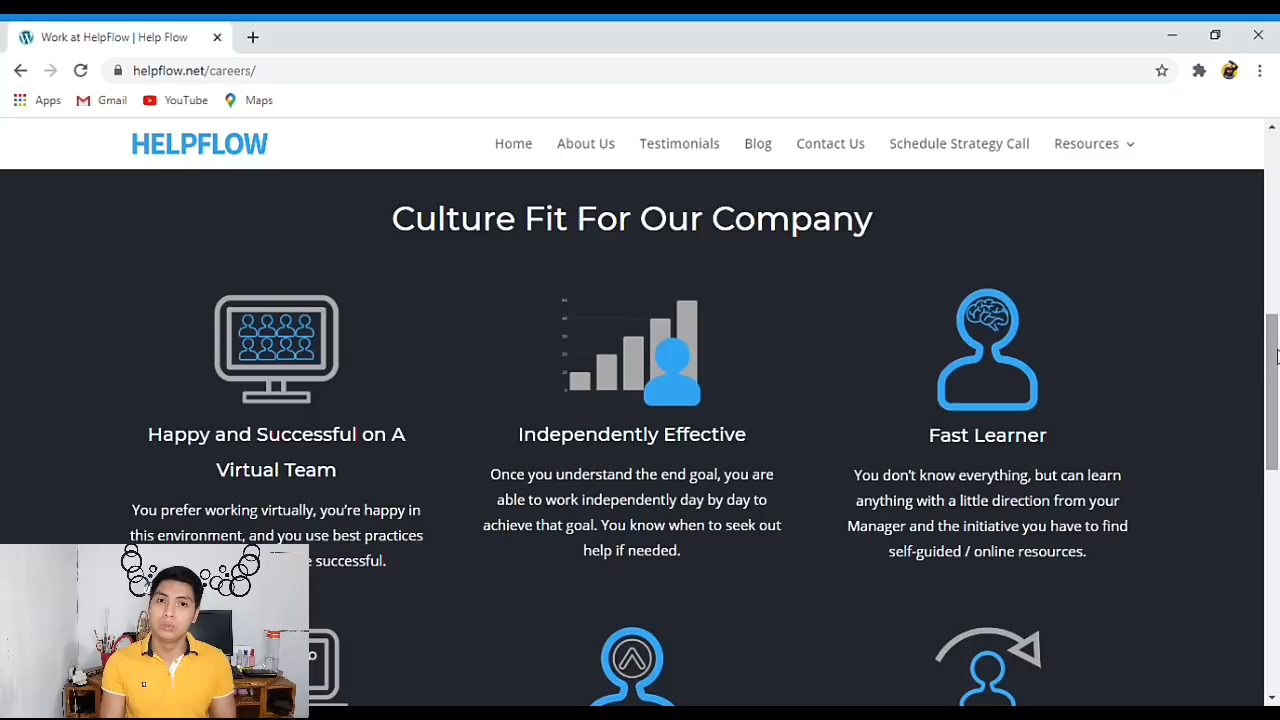 Work at HelpFlow | Help Flow
helpflow.net/careers/
Apps Gmail YouTube Maps
HELPFLOW Home About Us Testimonials Blog Contact Us Schedule Strategy Call Resources
Culture Fit For Our Company
Happy and Successful on A
Virtual Team
You prefer working virtually, you’re happy in
this environment, and you use best practices
successful.
Independently Effective
Once you understand the end goal, you are
able to work independently day by day to
achieve that goal. You know when to seek out
help if needed.
Fast Learner
You don’t know everything, but can learn
anything with a little direction from your
Manager and the initiative you have to find
self-guided / online resources.